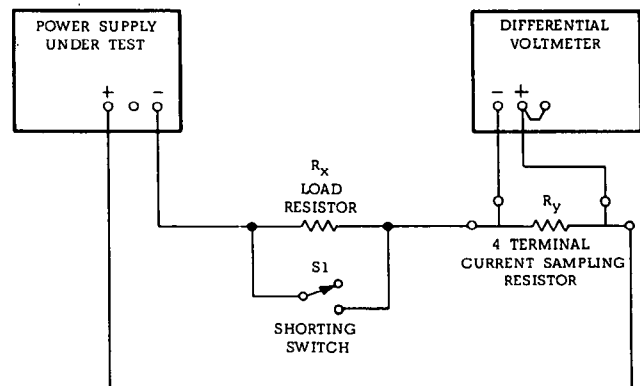 POWER SUPPLY
UNDER TEST
+ -
DIFFERENTIAL
VOLTMETER
- +
Rx
LOAD
RESISTOR
Ry
4 TERMINAL
CURRENT SAMPLING
RESISTOR
S1
SHORTING
SWITCH